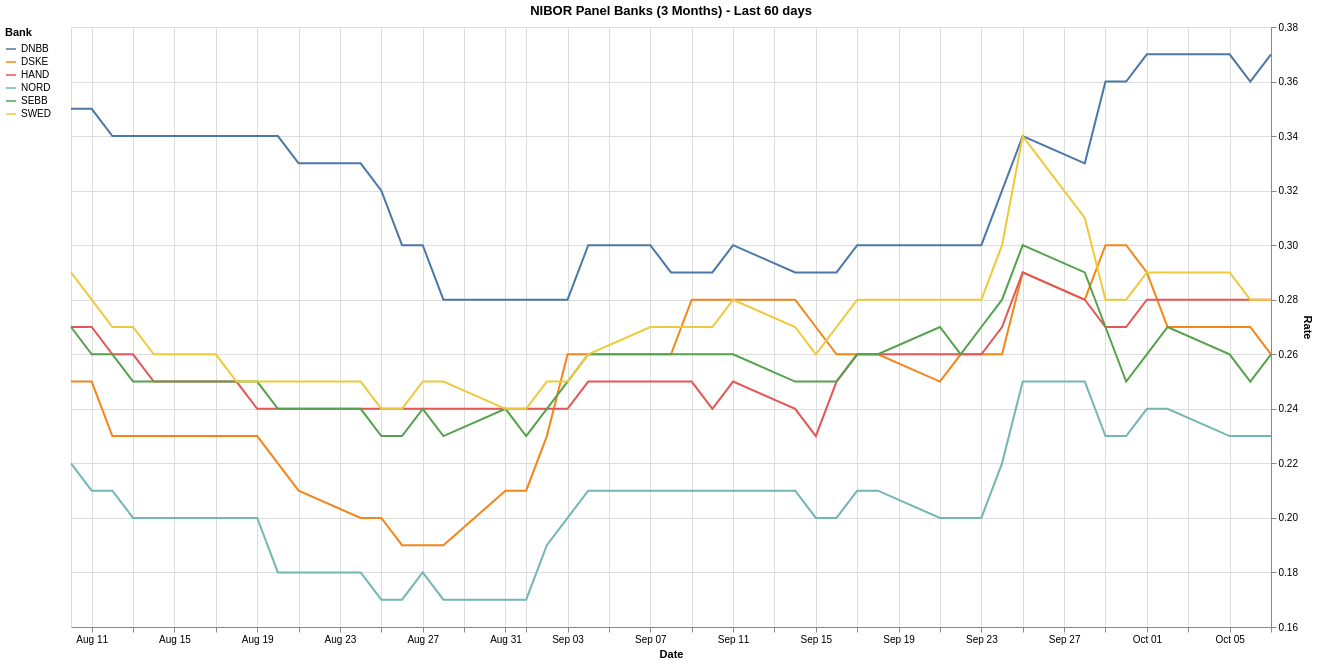 NIBOR Panel Banks (3 Months) - Last 60 days
Bank
DNBB
DSKE
HAND
NORD
SEBB
SWED
0.38
0.36
0.34
0.32
0.30
0.28
0.26
0.24
0.22
0.20
0.18
0.16
Rate
Aug 11 Aug 15 Aug 19 Aug 23 Aug 27 Aug 31 Sep 03 Sep 07 Sep 11 Sep 15 Sep 19 Sep 23 Sep 27 Oct 01 Oct 05
Date